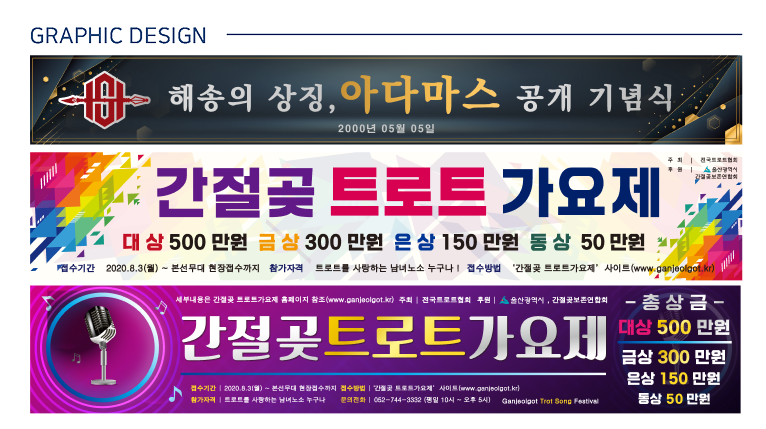 GRAPHIC DESIGN
해송의 상징, 아다마스 공개 기념식
2000년 05월 05일
주 최 | 전국트로트협회
후 원 | 울산광역시
간절곶보존연합회
간절곶 트로트 가요제
대상 500 만원 금상 300 만원 은상 150 만원 동상 50 만원
접수기간 2020.8.3(월) ~ 본선무대 현장접수까지 참가자격 트로트를 사랑하는 남녀노소 누구나! 접수방법 '간절곶 트로트가요제' 사이트(www.ganjeolgot.kr)
세부내용은 간절곶 트로트가요제 홈페이지 참조(www.ganjeolgot.kr) 주최 | 전국트로트협회 후원 | 울산광역시, 간절곶보존연합회
간절곶트로트가요제
접수기간 | 2020.8.3(월) ~ 본선무대 현장접수까지 접수방법 | '간절곶 트로트가요제' 사이트(www.ganjeolgot.kr)
참가자격 | 트로트를 사랑하는 남녀노소 누구나 문의전화 | 052-744-3332 (평일 10시 ~ 오후 5시) Ganjeolgot Trot Song Festival
– 총상금 –
대상 500 만원
금상 300 만원
은상 150 만원
동상 50 만원